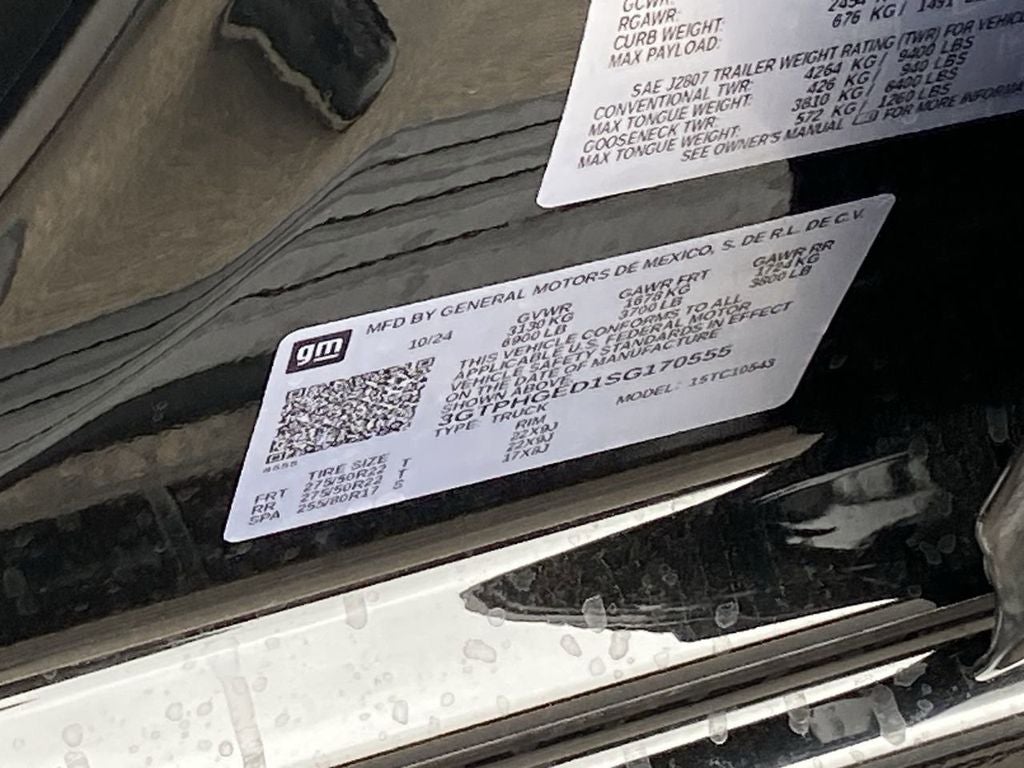 GCWR:
RGAWR:
CURB WEIGHT: 2454
MAX PAYLOAD: 676 KG/ 1491
SAE J2807 TRAILER WEIGHT RATING (TWR) FOR VEHIC
CONVENTIONAL TWR: 4264 KG/ 9400 LBS
MAX TONGUE WEIGHT: 426 KG/ 940 LBS
GOOSENECK TWR: 3810 KG/ 8400 LBS
MAX TONGUE WEIGHT: 572 KG/ 1260 LBS
SEE OWNER'S MANUAL FOR MORE INFORMA
gm
MFD BY GENERAL MOTORS DE MEXICO, S. DE R.L. DE C.V.
10/24 GVWR GAWR FRT GAWR RR
3130 KG 1678 KG 1724 KG
6900 LB 3700 LB 3800 LB
THIS VEHICLE CONFORMS TO ALL
APPLICABLE U.S. FEDERAL MOTOR
VEHICLE SAFETY STANDARDS IN EFFECT
ON THE DATE OF MANUFACTURE
SHOWN ABOVE.
3GTPHGED1SG170555
TYPE: TRUCK MODEL: 15TC10543
TIRE SIZE RIM
FRT 275/50R22 T 22X9J
RR 275/50R22 T 22X9J
SPA 255/80R17 S 17X8J